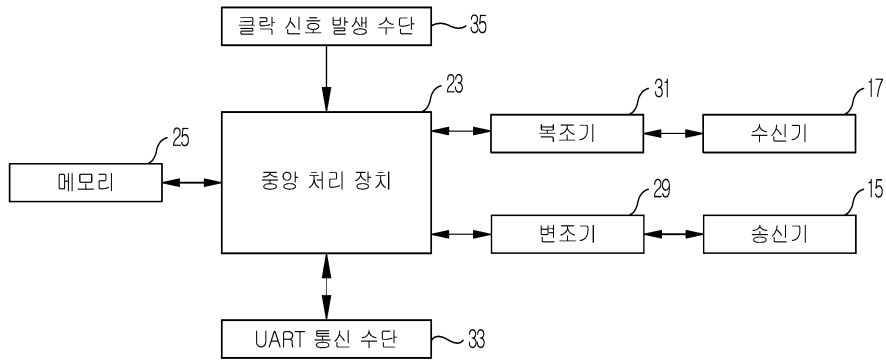 클락 신호 발생 수단
35
23
31
17
복조기
수신기
25
메모리
중앙 처리 장치
29
15
변조기
송신기
UART 통신 수단
33